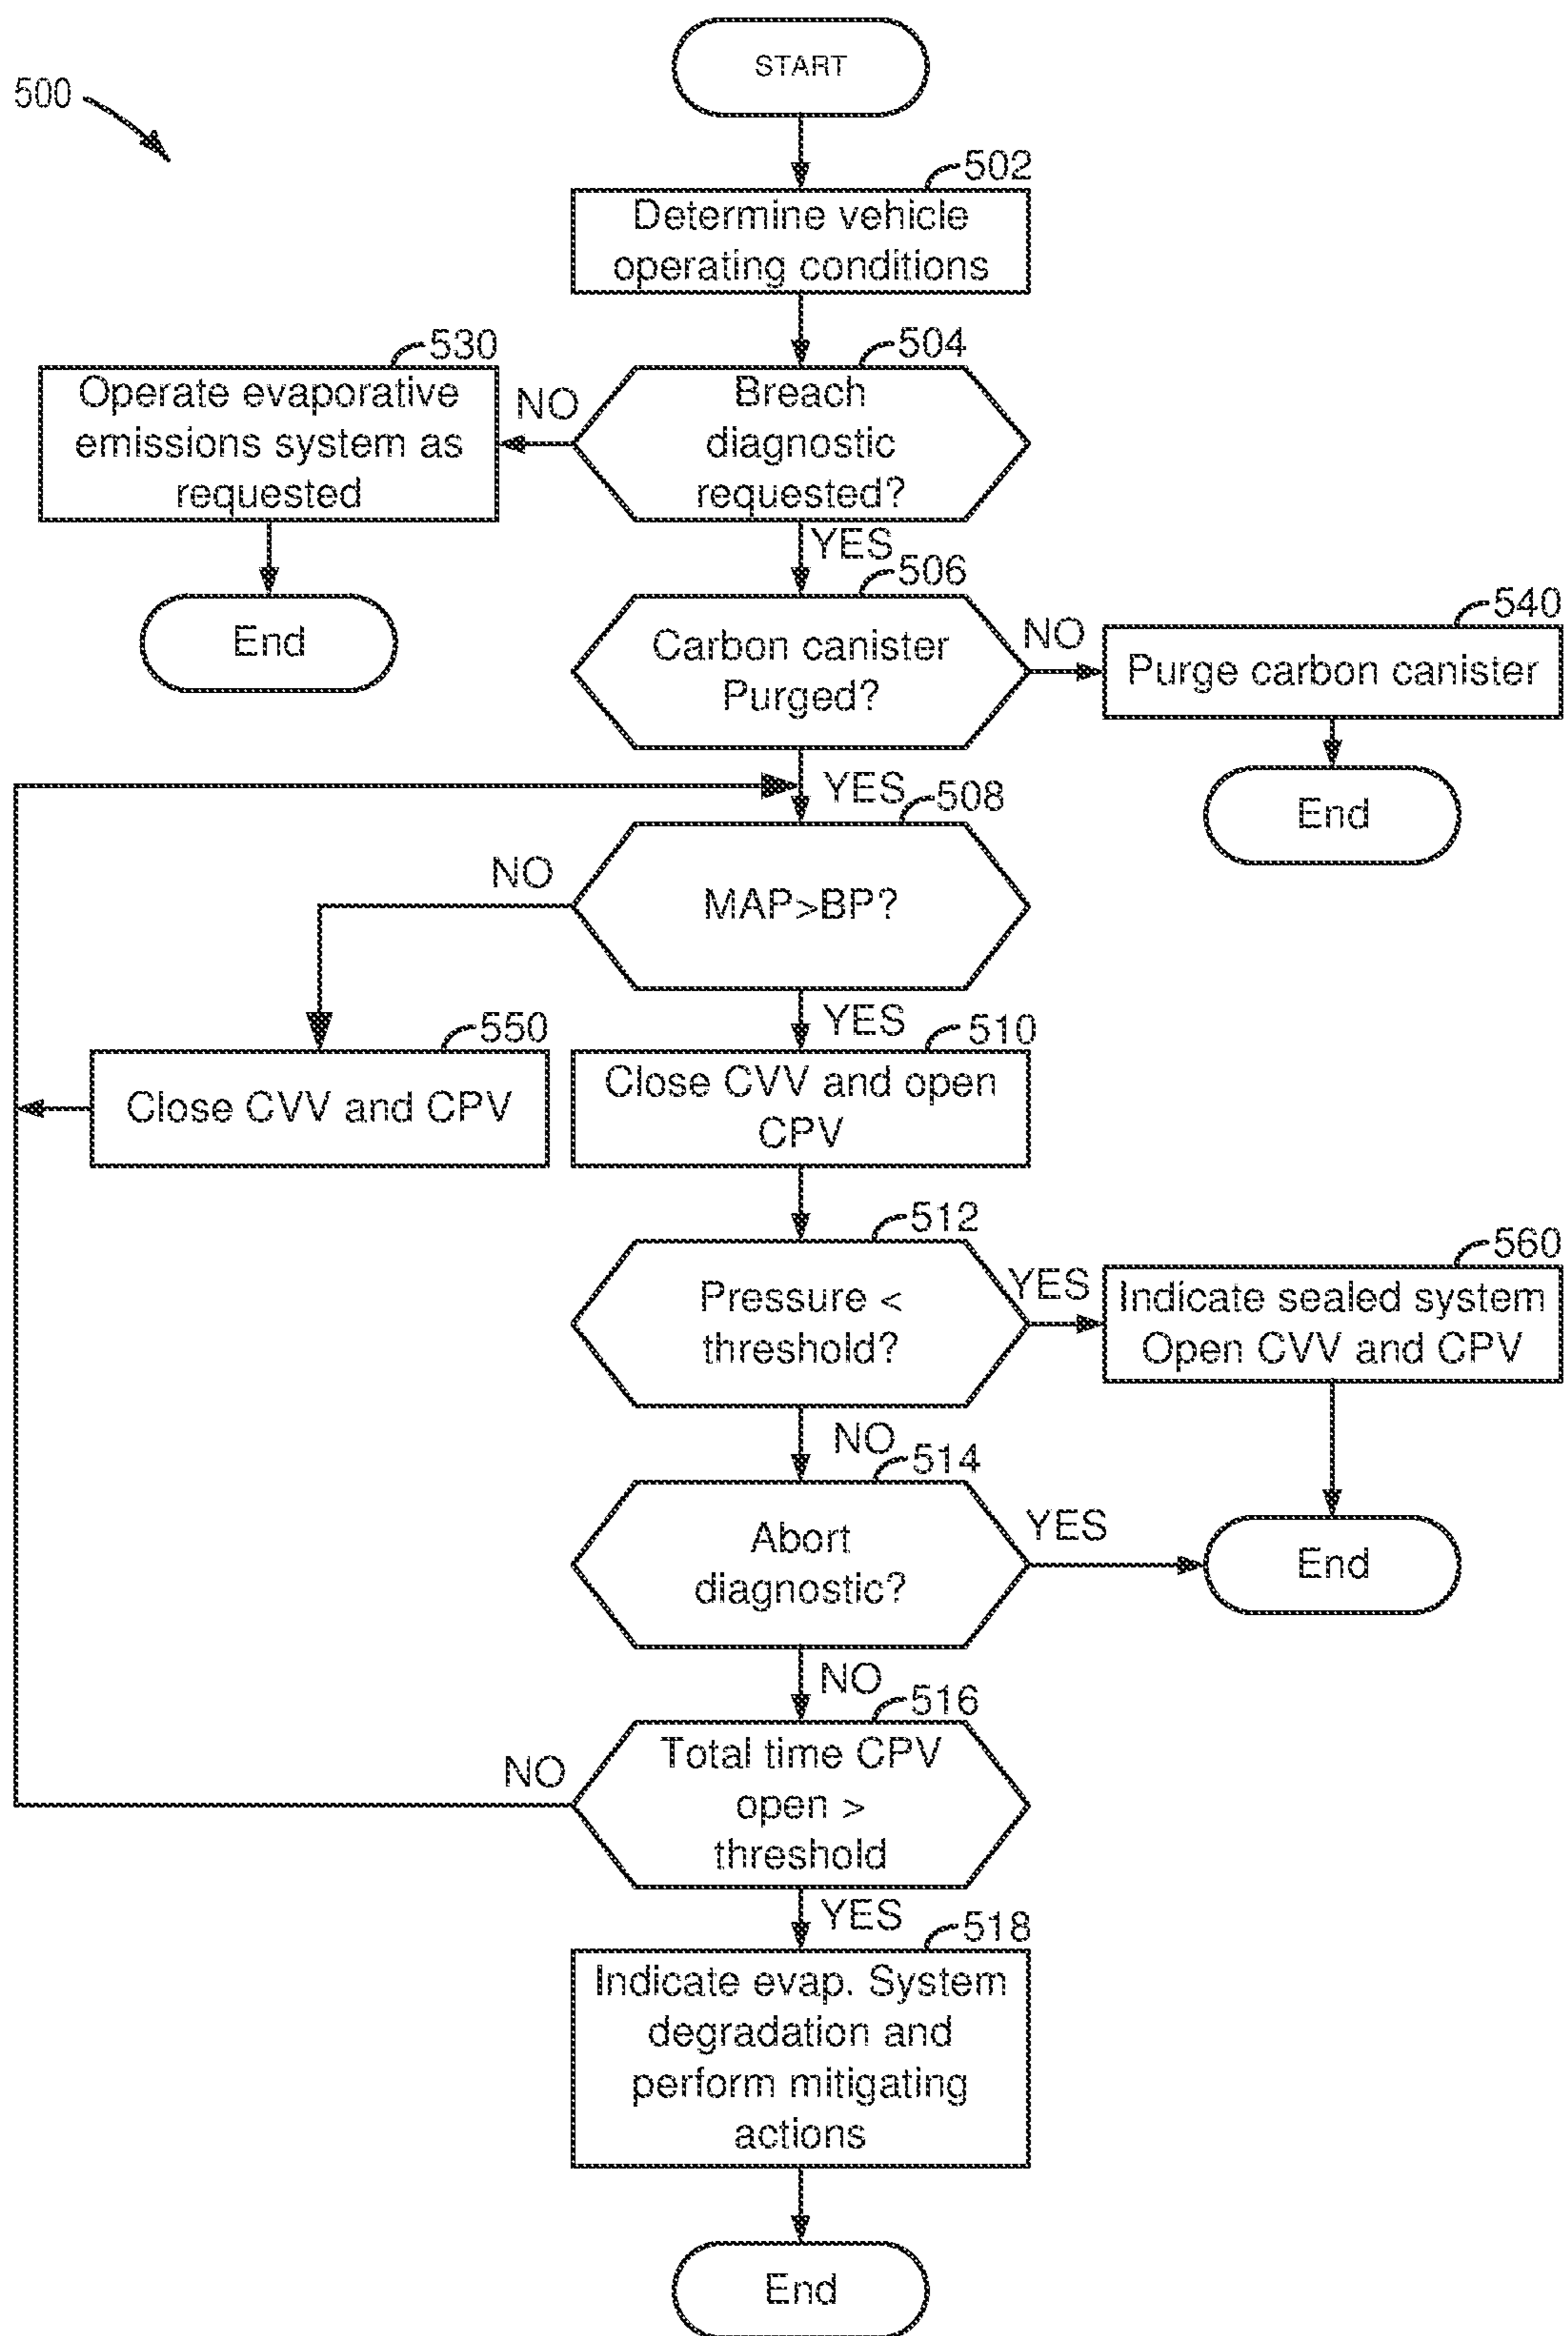 START
500
502
Determine vehicle
operating conditions
530
504
Operate evaporative
emissions system as
requested
NO
Breach
diagnostic
requested?
YES
506
End
Carbon canister
Purged?
NO
540
Purge carbon canister
YES
508
End
NO
MAP>BP?
YES
550
510
Close CVV and CPV
Close CVV and open
CPV
512
560
Pressure <
threshold?
YES
Indicate sealed system
Open CVV and CPV
NO
514
Abort
diagnostic?
YES
End
NO
516
NO
Total time CPV
open >
threshold
YES
518
Indicate evap. System
degradation and
perform mitigating
actions
End